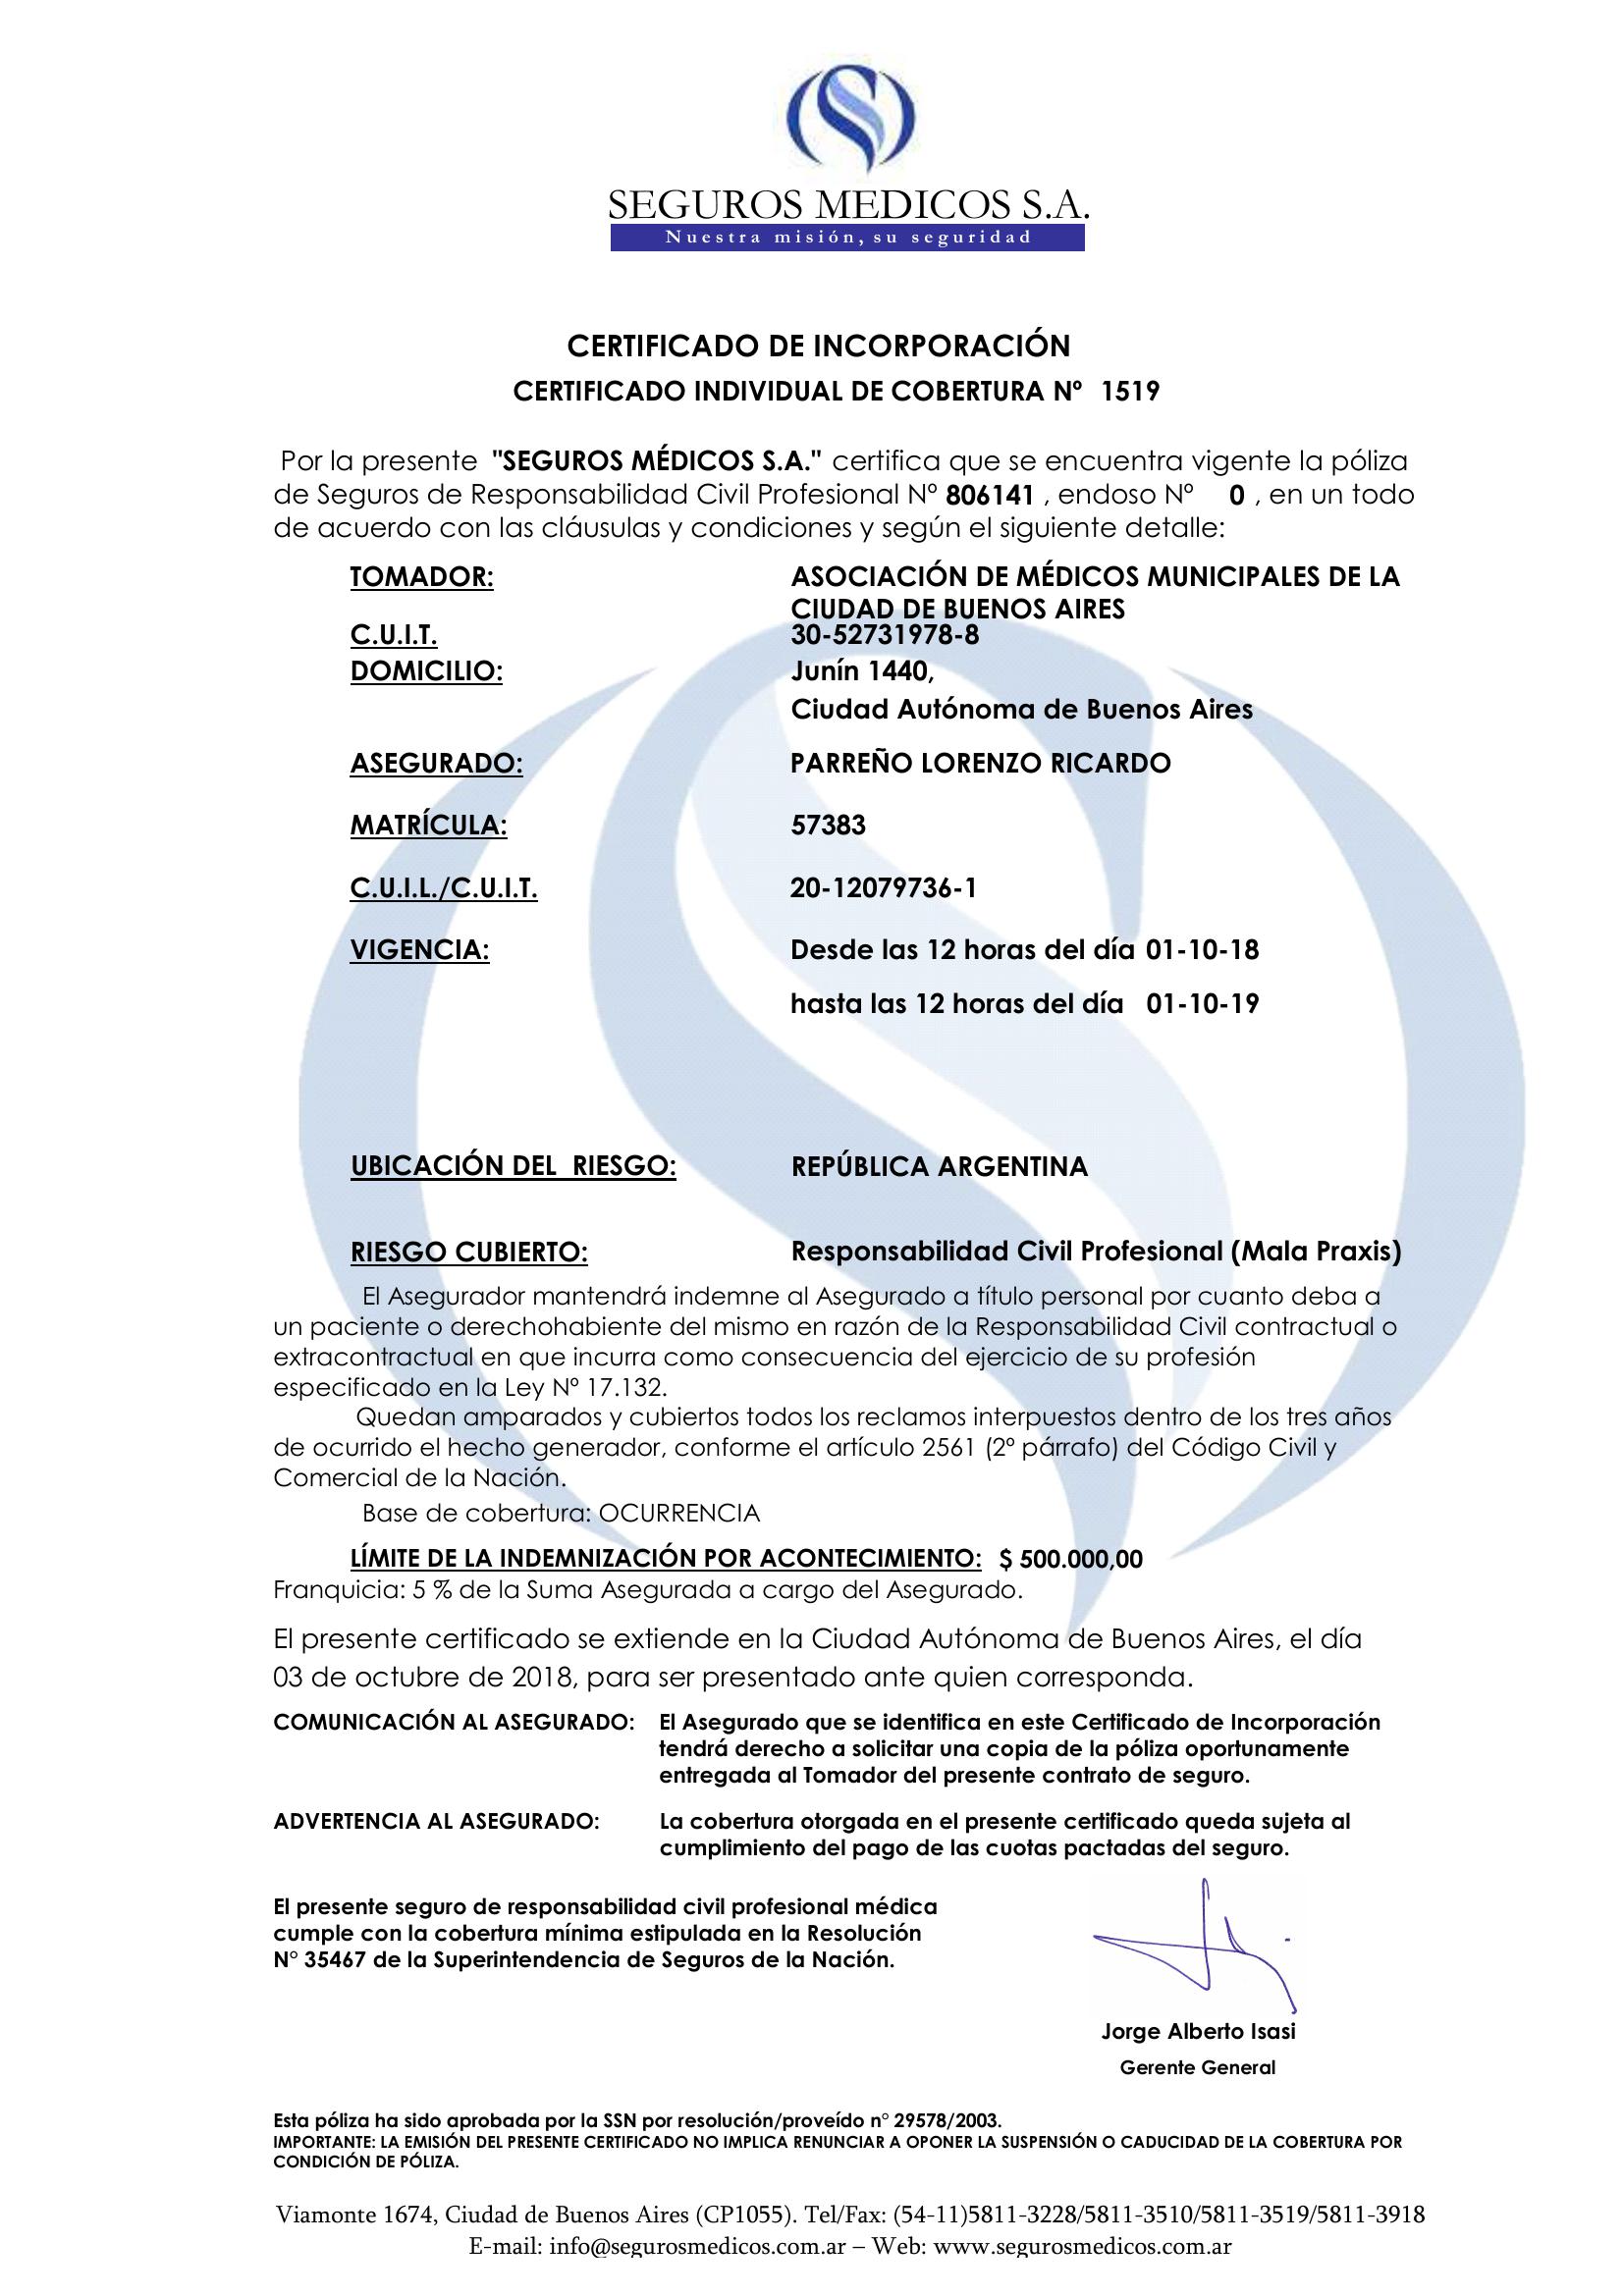 SEGUROS MEDICOS S.A.
Nuestra misión, su seguridad
CERTIFICADO DE INCORPORACIÓN
CERTIFICADO INDIVIDUAL DE COBERTURA Nº 1519
Por la presente "SEGUROS MÉDICOS S.A." certifica que se encuentra vigente la póliza
de Seguros de Responsabilidad Civil Profesional Nº 806141 , endoso Nº 0 , en un todo
de acuerdo con las cláusulas y condiciones y según el siguiente detalle:
TOMADOR: ASOCIACIÓN DE MÉDICOS MUNICIPALES DE LA
CIUDAD DE BUENOS AIRES
C.U.I.T. 30-52731978-8
DOMICILIO: Junín 1440,
Ciudad Autónoma de Buenos Aires
ASEGURADO: PARREÑO LORENZO RICARDO
MATRÍCULA: 57383
C.U.I.L./C.U.I.T. 20-12079736-1
VIGENCIA: Desde las 12 horas del día 01-10-18
hasta las 12 horas del día 01-10-19
UBICACIÓN DEL RIESGO: REPÚBLICA ARGENTINA
RIESGO CUBIERTO: Responsabilidad Civil Profesional (Mala Praxis)
El Asegurador mantendrá indemne al Asegurado a título personal por cuanto deba a
un paciente o derechohabiente del mismo en razón de la Responsabilidad Civil contractual o
extracontractual en que incurra como consecuencia del ejercicio de su profesión
especificado en la Ley Nº 17.132.
Quedan amparados y cubiertos todos los reclamos interpuestos dentro de los tres años
de ocurrido el hecho generador, conforme el artículo 2561 (2º párrafo) del Código Civil y
Comercial de la Nación.
Base de cobertura: OCURRENCIA
LÍMITE DE LA INDEMNIZACIÓN POR ACONTECIMIENTO: $ 500.000,00
Franquicia: 5 % de la Suma Asegurada a cargo del Asegurado.
El presente certificado se extiende en la Ciudad Autónoma de Buenos Aires, el día
03 de octubre de 2018, para ser presentado ante quien corresponda.
COMUNICACIÓN AL ASEGURADO: El Asegurado que se identifica en este Certificado de Incorporación
tendrá derecho a solicitar una copia de la póliza oportunamente
entregada al Tomador del presente contrato de seguro.
ADVERTENCIA AL ASEGURADO: La cobertura otorgada en el presente certificado queda sujeta al
cumplimiento del pago de las cuotas pactadas del seguro.
El presente seguro de responsabilidad civil profesional médica
cumple con la cobertura mínima estipulada en la Resolución
N° 35467 de la Superintendencia de Seguros de la Nación.
Jorge Alberto Isasi
Gerente General
Esta póliza ha sido aprobada por la SSN por resolución/proveído n° 29578/2003.
IMPORTANTE: LA EMISIÓN DEL PRESENTE CERTIFICADO NO IMPLICA RENUNCIAR A OPONER LA SUSPENSIÓN O CADUCIDAD DE LA COBERTURA POR
CONDICIÓN DE PÓLIZA.
Viamonte 1674, Ciudad de Buenos Aires (CP1055). Tel/Fax: (54-11)5811-3228/5811-3510/5811-3519/5811-3918
E-mail: info@segurosmedicos.com.ar – Web: www.segurosmedicos.com.ar